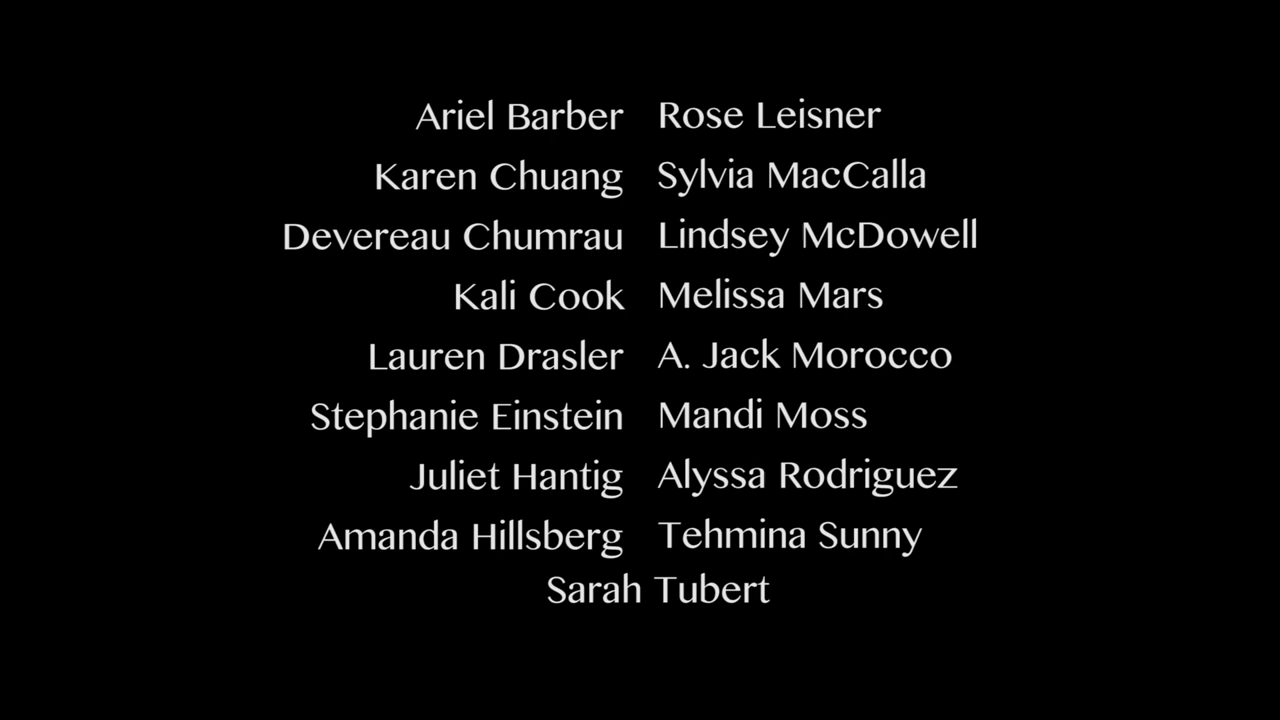 Ariel Barber Rose Leisner
Karen Chuang Sylvia MacCalla
Devereau Chumrau Lindsey McDowell
Kali Cook Melissa Mars
Lauren Drasler A. Jack Morocco
Stephanie Einstein Mandi Moss
Juliet Hantig Alyssa Rodriguez
Amanda Hillsberg Tehmina Sunny
Sarah Tubert